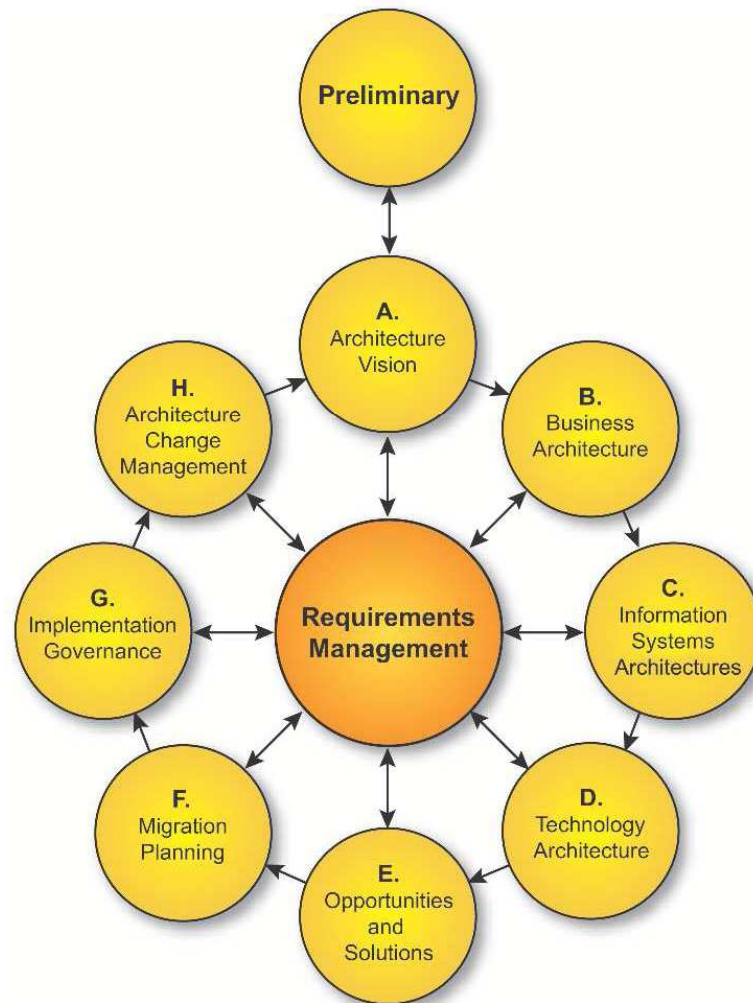 Preliminary
A.
Architecture
Vision
B.
Business
Architecture
C.
Information
Systems
Architectures
D.
Technology
Architecture
E.
Opportunities
and
Solutions
F.
Migration
Planning
G.
Implementation
Governance
H.
Architecture
Change
Management
Requirements
Management